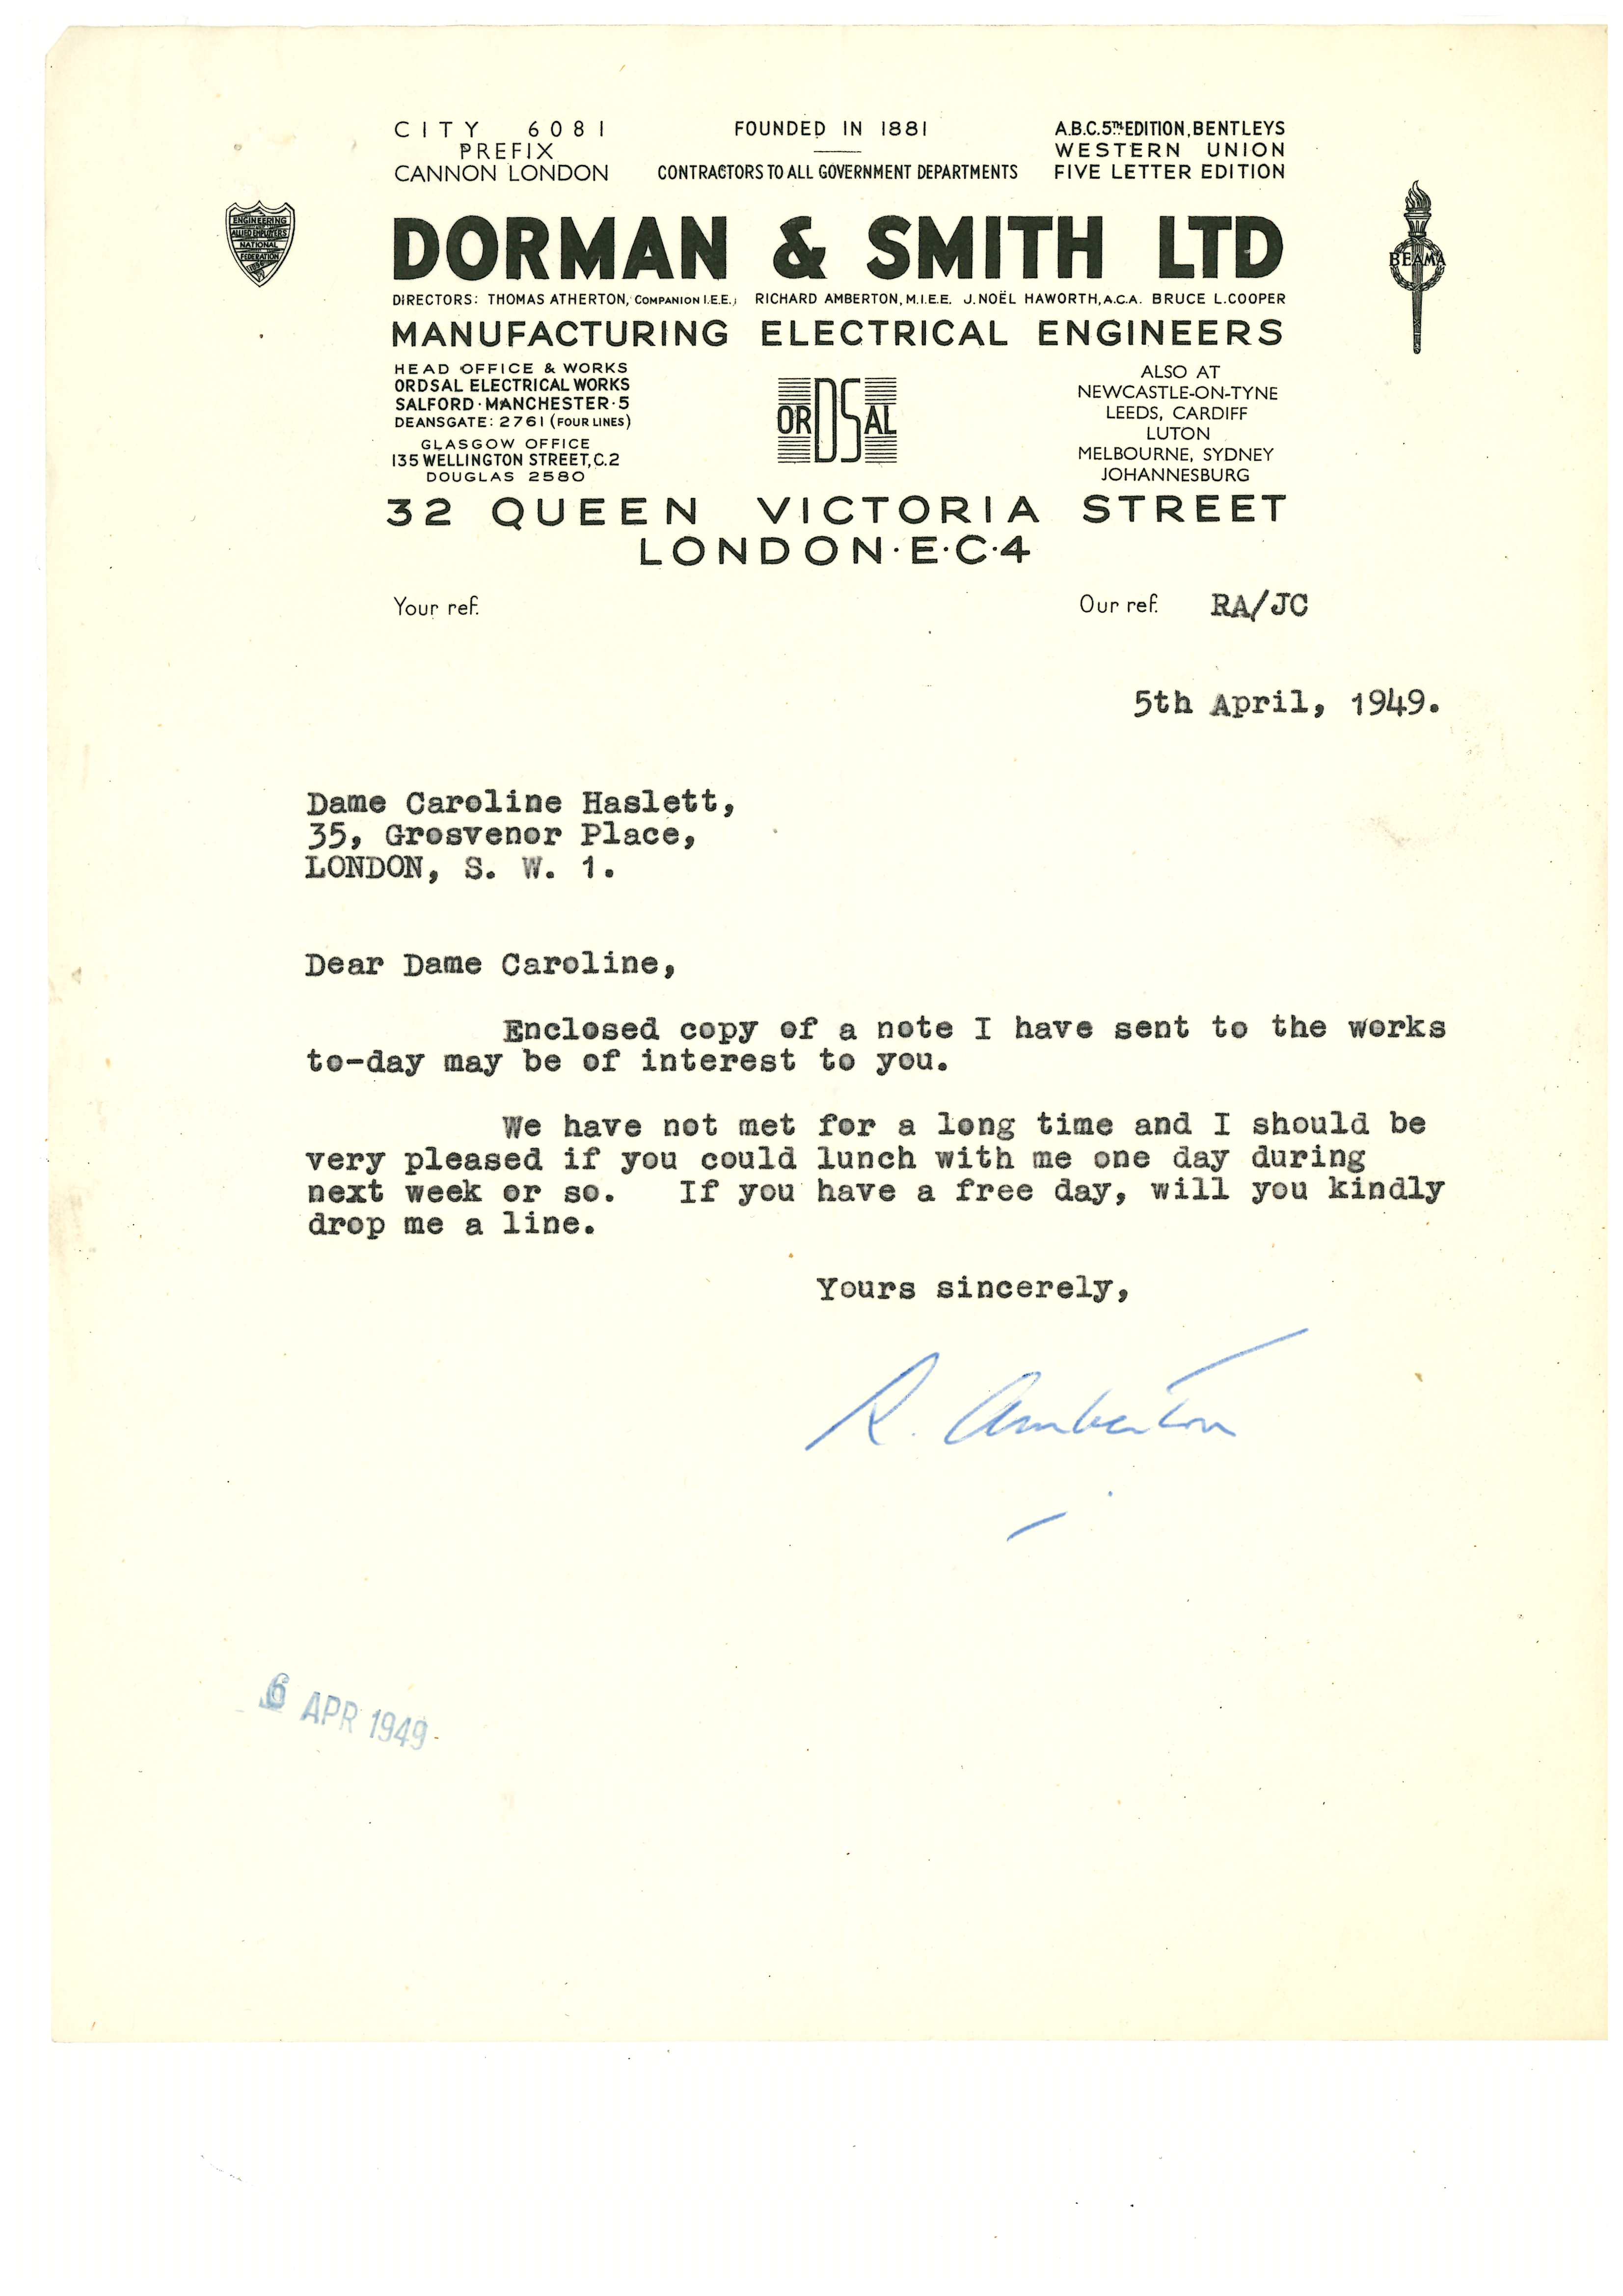 CITY 6081
PREFIX
CANNON LONDON
FOUNDED IN 1881
CONTRACTORS TO ALL GOVERNMENT DEPARTMENTS
A.B.C. 5TH EDITION, BENTLEYS
WESTERN UNION
FIVE LETTER EDITION
ENGINEERING
ALLIED EMPLOYERS
NATIONAL
FEDERATION
DORMAN & SMITH LTD
BEAMA
DIRECTORS: THOMAS ATHERTON, COMPANION I.E.E., RICHARD AMBERTON, M.I.E.E. J. NOËL HAWORTH, A.C.A. BRUCE L. COOPER
MANUFACTURING ELECTRICAL ENGINEERS
HEAD OFFICE & WORKS
ORDSAL ELECTRICAL WORKS
SALFORD · MANCHESTER · 5
DEANSGATE: 2761 (FOUR LINES)
GLASGOW OFFICE
135 WELLINGTON STREET, C.2
DOUGLAS 2580
ORDSAL
ALSO AT
NEWCASTLE-ON-TYNE
LEEDS, CARDIFF
LUTON
MELBOURNE, SYDNEY
JOHANNESBURG
32 QUEEN VICTORIA STREET
LONDON · E · C · 4
Your ref.
Our ref. RA/JC
5th April, 1949.
Dame Caroline Haslett,
35, Grosvenor Place,
LONDON, S. W. 1.
Dear Dame Caroline,
Enclosed copy of a note I have sent to the works
to-day may be of interest to you.
We have not met for a long time and I should be
very pleased if you could lunch with me one day during
next week or so. If you have a free day, will you kindly
drop me a line.
Yours sincerely,
R. Amberton
6 APR 1949